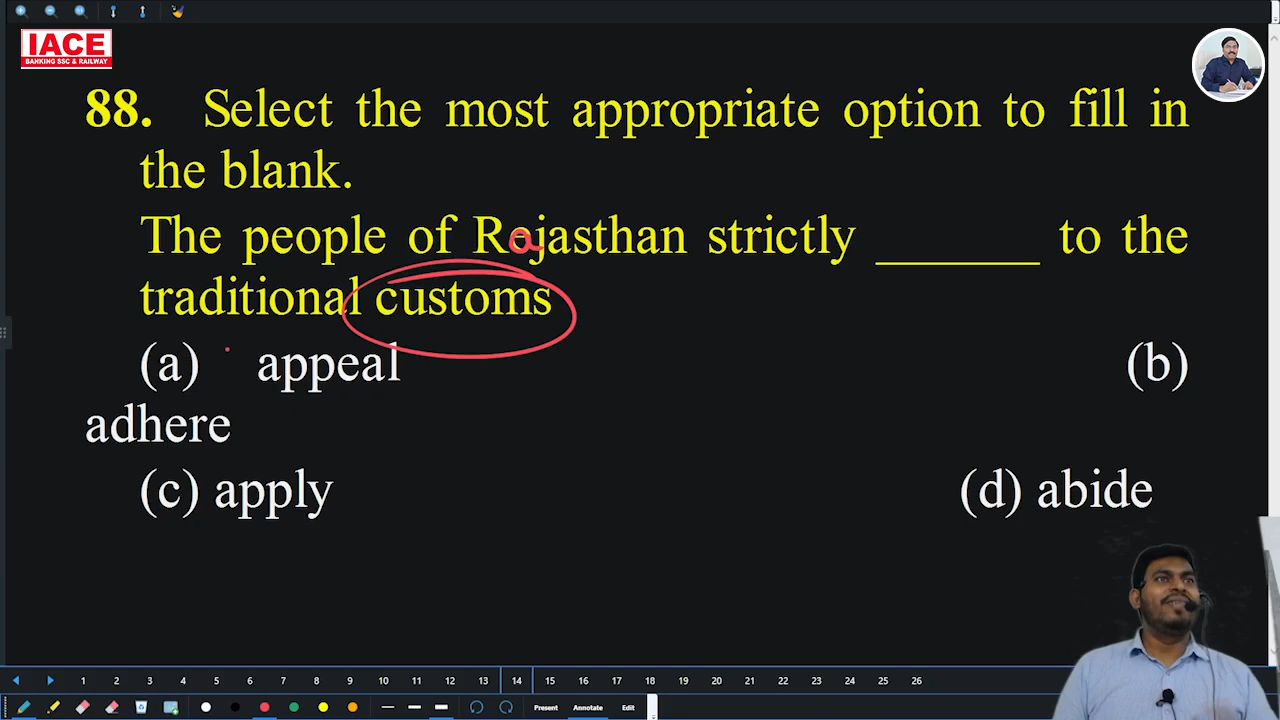 IACE
BANKING SSC & RAILWAY
88. Select the most appropriate option to fill in
the blank.
The people of Rajasthan strictly _______ to the
traditional customs
(a) appeal (b)
adhere
(c) apply (d) abide
1 2 3 4 5 6 7 8 9 10 11 12 13 14 15 16 17 18 19 20 21 22 23 24 25 26
Present Annotate Edit